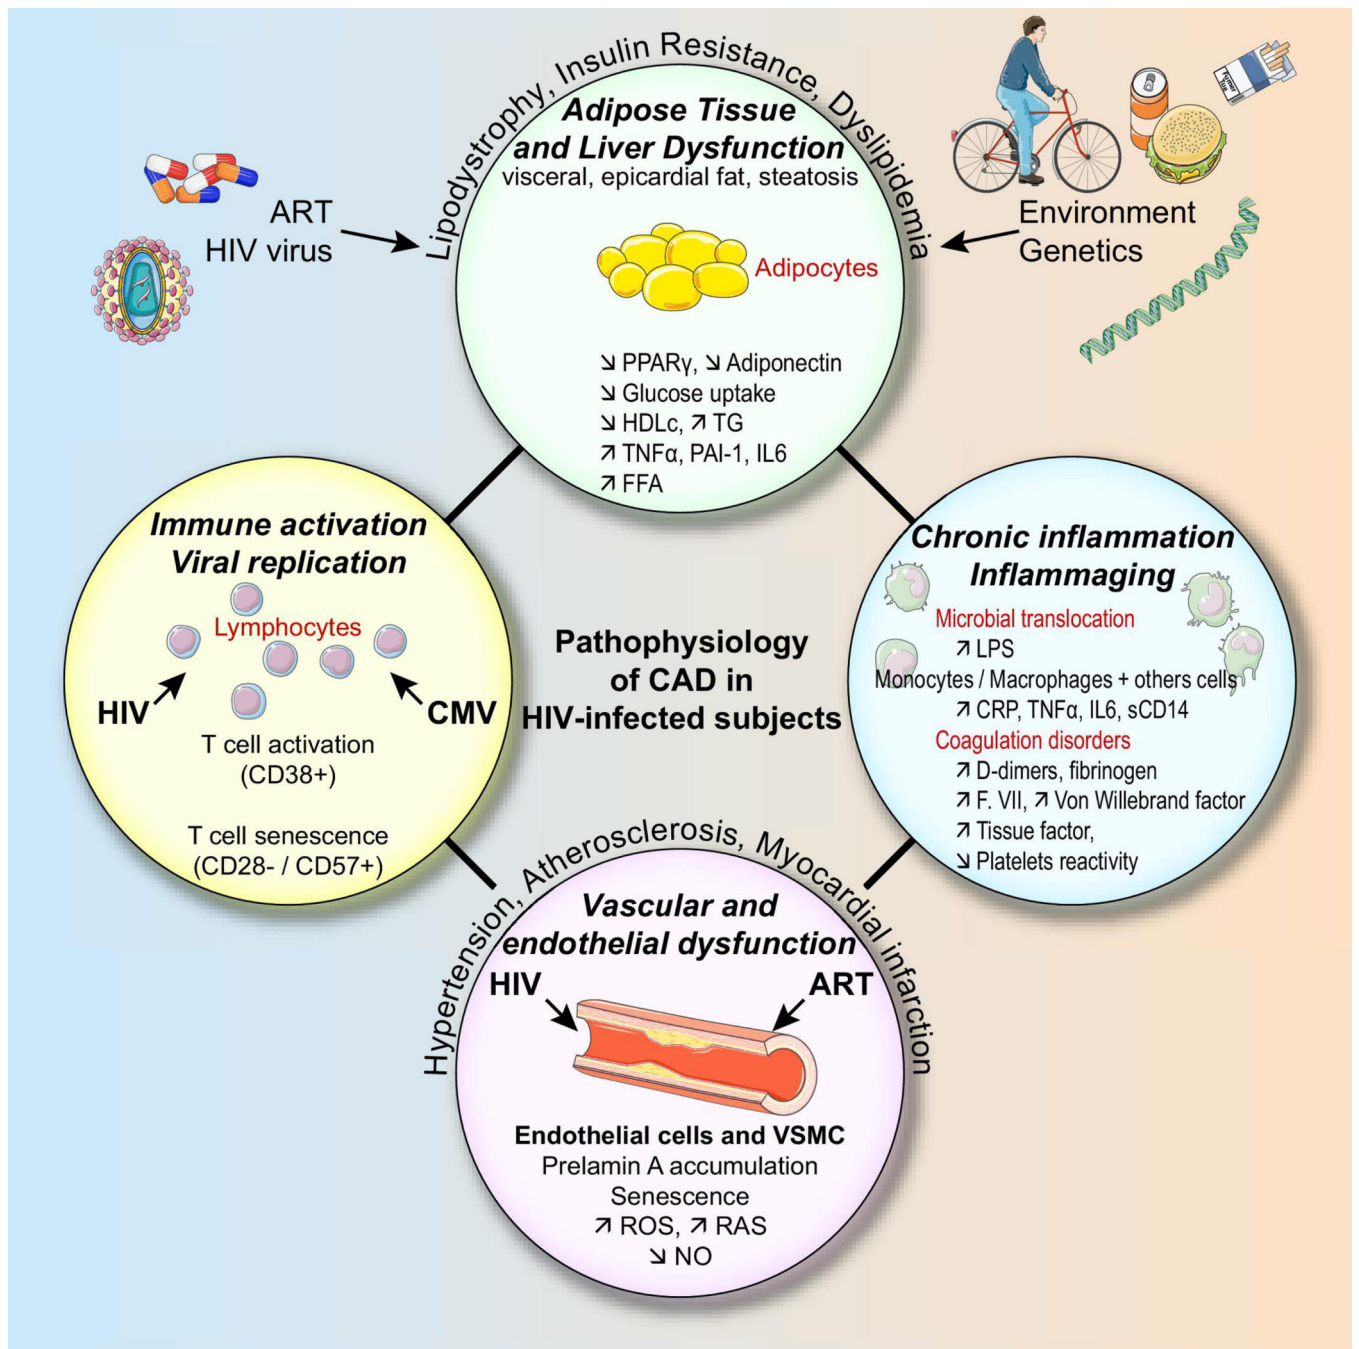 Lipodystrophy, Insulin Resistance, Dyslipidemia
Adipose Tissue
and Liver Dysfunction
visceral, epicardial fat, steatosis
Adipocytes
↘ PPARγ, ↘ Adiponectin
↘ Glucose uptake
↘ HDLc, ↗ TG
↗ TNFα, PAI-1, IL6
↗ FFA
ART
HIV virus
Fumer
Tue
Environment
Genetics
Immune activation
Viral replication
Lymphocytes
HIV
CMV
T cell activation
(CD38+)
T cell senescence
(CD28- / CD57+)
Pathophysiology
of CAD in
HIV-infected subjects
Chronic inflammation
Inflammaging
Microbial translocation
↗ LPS
Monocytes / Macrophages + others cells
↗ CRP, TNFα, IL6, sCD14
Coagulation disorders
↗ D-dimers, fibrinogen
↗ F. VII, ↗ Von Willebrand factor
↗ Tissue factor,
↘ Platelets reactivity
Hypertension, Atherosclerosis, Myocardial infarction
Vascular and
endothelial dysfunction
HIV
ART
Endothelial cells and VSMC
Prelamin A accumulation
Senescence
↗ ROS, ↗ RAS
↘ NO